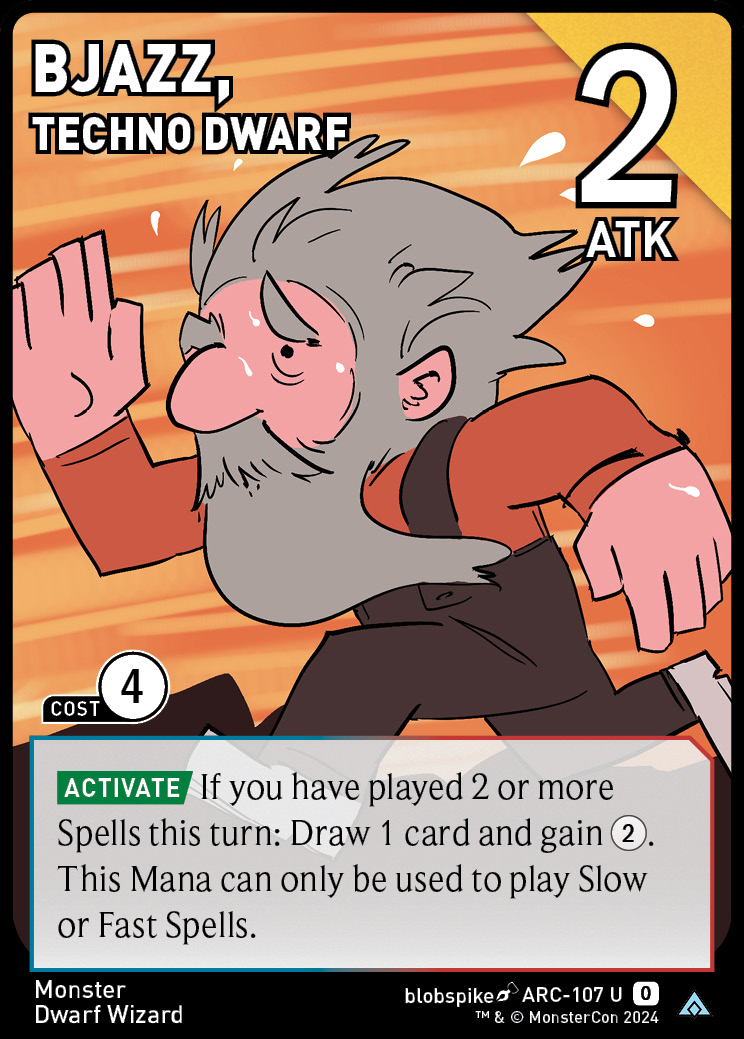 BJAZZ,
TECHNO DWARF
2
ATK
COST 4
ACTIVATE If you have played 2 or more
Spells this turn: Draw 1 card and gain 2.
This Mana can only be used to play Slow
or Fast Spells.
Monster
Dwarf Wizard
blobspike ARC-107 U 0
™ & © MonsterCon 2024